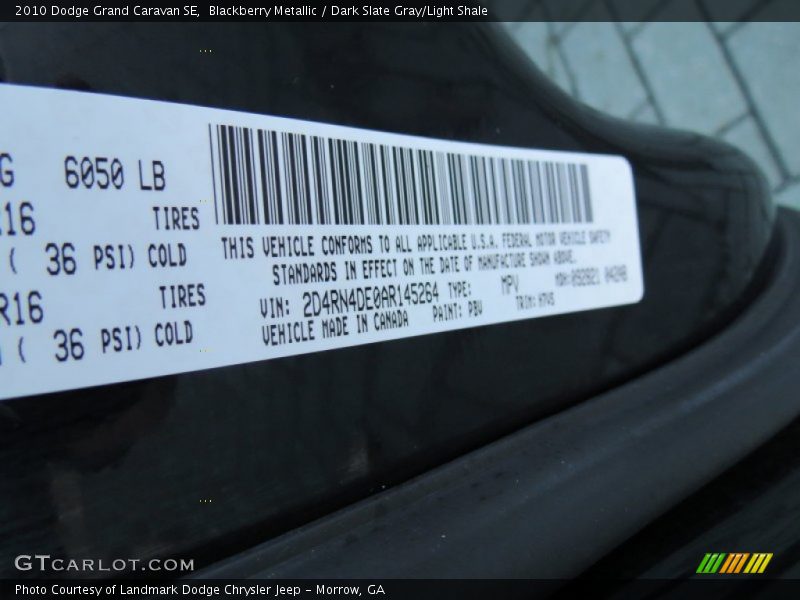 2010 Dodge Grand Caravan SE,  Blackberry Metallic / Dark Slate Gray/Light Shale
G 6050 LB
R16 TIRES
( 36 PSI) COLD
R16 TIRES
( 36 PSI) COLD
THIS VEHICLE CONFORMS TO ALL APPLICABLE U.S.A. FEDERAL MOTOR VEHICLE SAFETY
STANDARDS IN EFFECT ON THE DATE OF MANUFACTURE SHOWN ABOVE.
VIN: 2D4RN4DE0AR145264 TYPE: MPV MDH:
VEHICLE MADE IN CANADA PAINT: PBV TRIM:
GTCARLOT.COM
Photo Courtesy of Landmark Dodge Chrysler Jeep - Morrow, GA